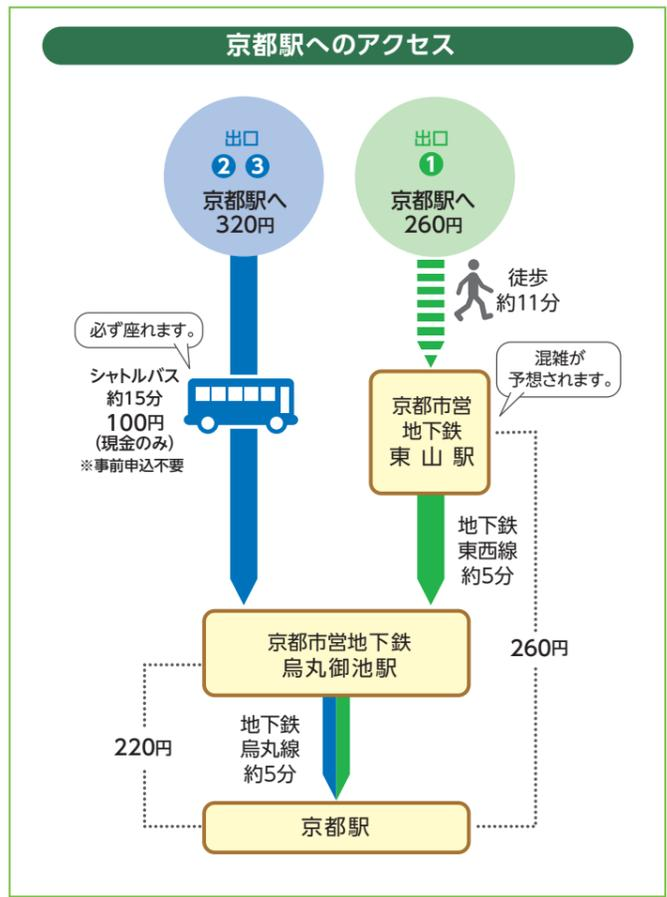 京都駅へのアクセス
出口
2 3
京都駅へ
320円
出口
1
京都駅へ
260円
徒歩
約11分
必ず座れます。
シャトルバス
約15分
100円
(現金のみ)
※事前申込不要
混雑が
予想されます。
京都市営
地下鉄
東山駅
地下鉄
東西線
約5分
京都市営地下鉄
烏丸御池駅
260円
220円
地下鉄
烏丸線
約5分
京都駅